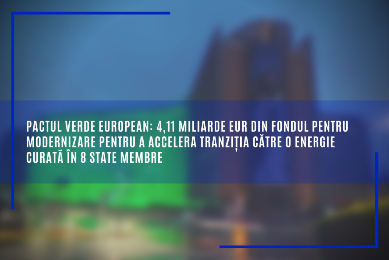 PACTUL VERDE EUROPEAN: 4,11 MILIARDE EUR DIN FONDUL PENTRU
MODERNIZARE PENTRU A ACCELERA TRANZIȚIA CĂTRE O ENERGIE
CURATĂ ÎN 8 STATE MEMBRE